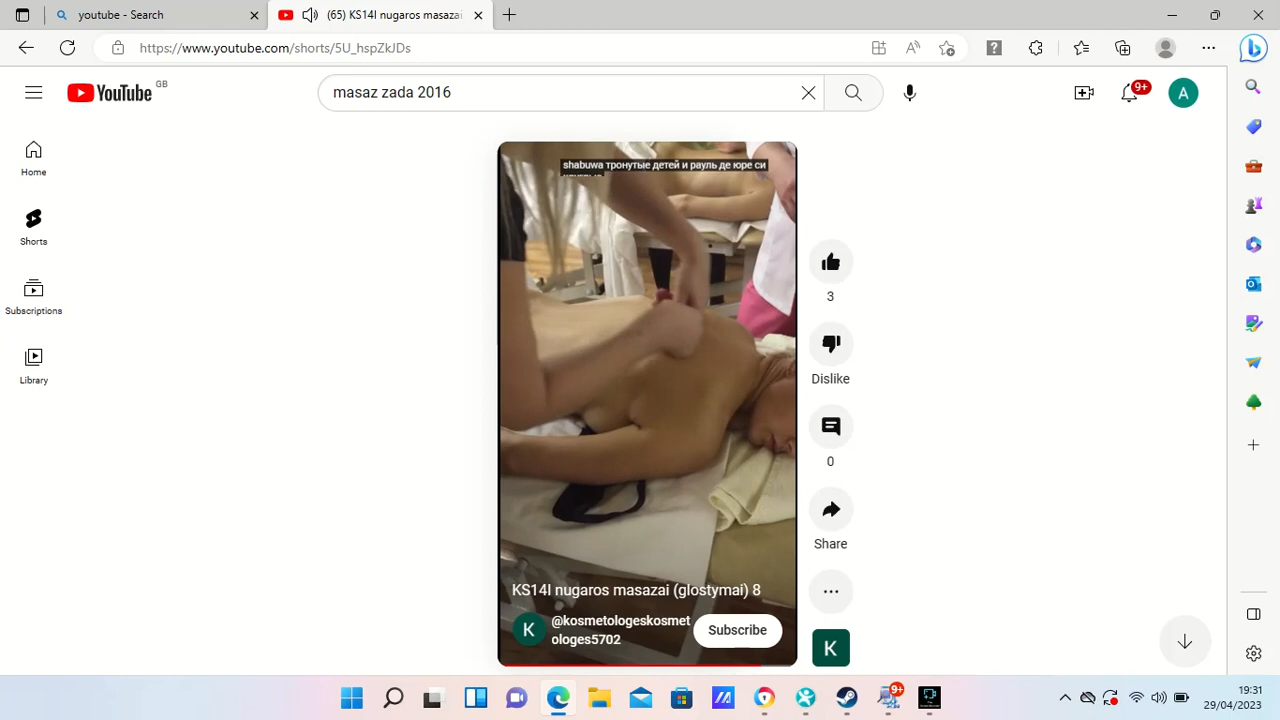 youtube - Search
(65) KS14I nugaros masazai
https://www.youtube.com/shorts/5U_hspZkJDs
YouTube GB
masaz zada 2016
9+
A
Home
Shorts
Subscriptions
Library
shabuwa тронутые детей и рауль де юре си
3
Dislike
0
Share
KS14I nugaros masazai (glostymai) 8
K
@kosmetologeskosmet
ologes5702
Subscribe
K
9+
19:31
29/04/2023